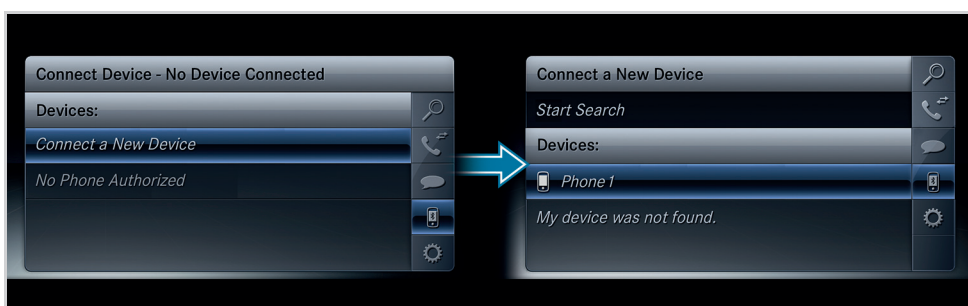 Connect Device - No Device Connected
Devices:
Connect a New Device
No Phone Authorized
Connect a New Device
Start Search
Devices:
Phone 1
My device was not found.